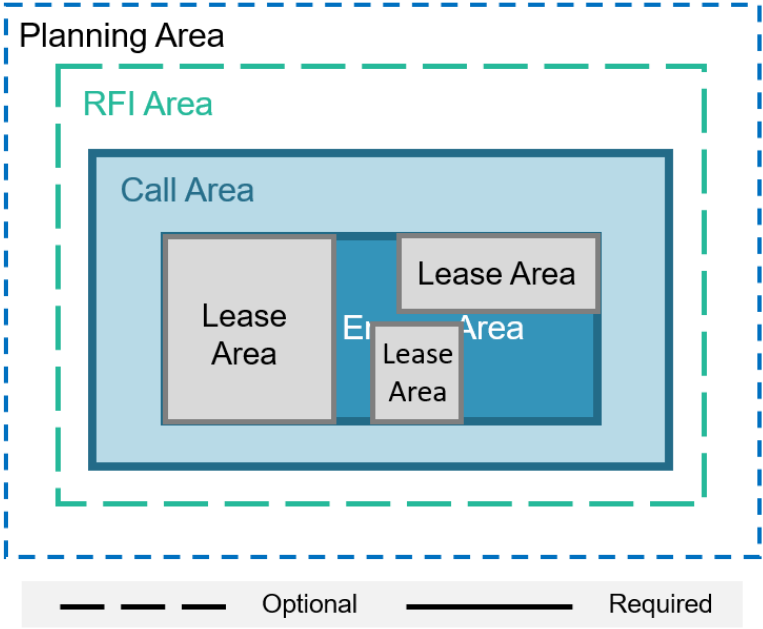 Planning Area
RFI Area
Call Area
Lease Area
Lease
Area
Area
Lease
Area
Optional
Required